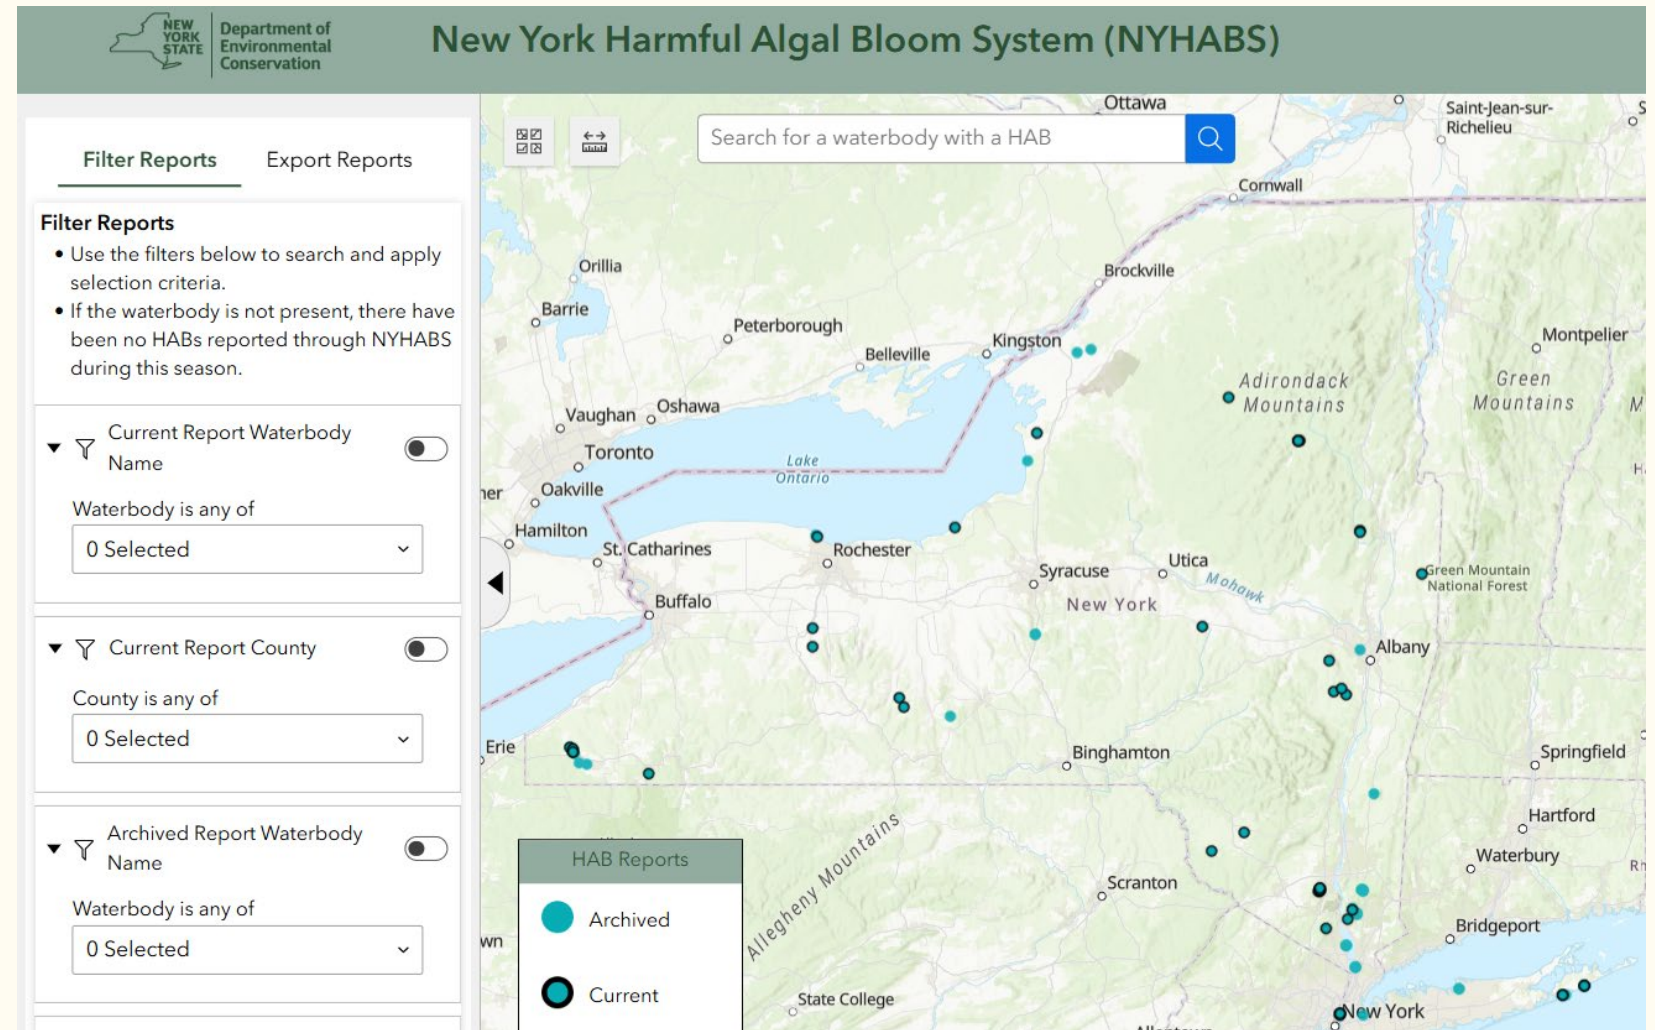 NEW
YORK
STATE
Department of
Environmental
Conservation
New York Harmful Algal Bloom System (NYHABS)
Filter Reports
Export Reports
Filter Reports
• Use the filters below to search and apply
selection criteria.
• If the waterbody is not present, there have
been no HABs reported through NYHABS
during this season.
Current Report Waterbody
Name
Waterbody is any of
0 Selected
Current Report County
County is any of
0 Selected
Archived Report Waterbody
Name
Waterbody is any of
0 Selected
Search for a waterbody with a HAB
Ottawa
Saint-Jean-sur-
Richelieu
Cornwall
Orillia
Brockville
Barrie
Peterborough
Kingston
Belleville
Montpelier
Adirondack
Mountains
Green
Mountains
Vaughan
Oshawa
Toronto
Lake
Ontario
Oakville
Hamilton
St. Catharines
Rochester
Syracuse
Utica
Mohawk
Green Mountain
National Forest
New York
Buffalo
Albany
Erie
Binghamton
Springfield
Hartford
Waterbury
Allegheny Mountains
Scranton
Bridgeport
State College
New York
HAB Reports
Archived
Current